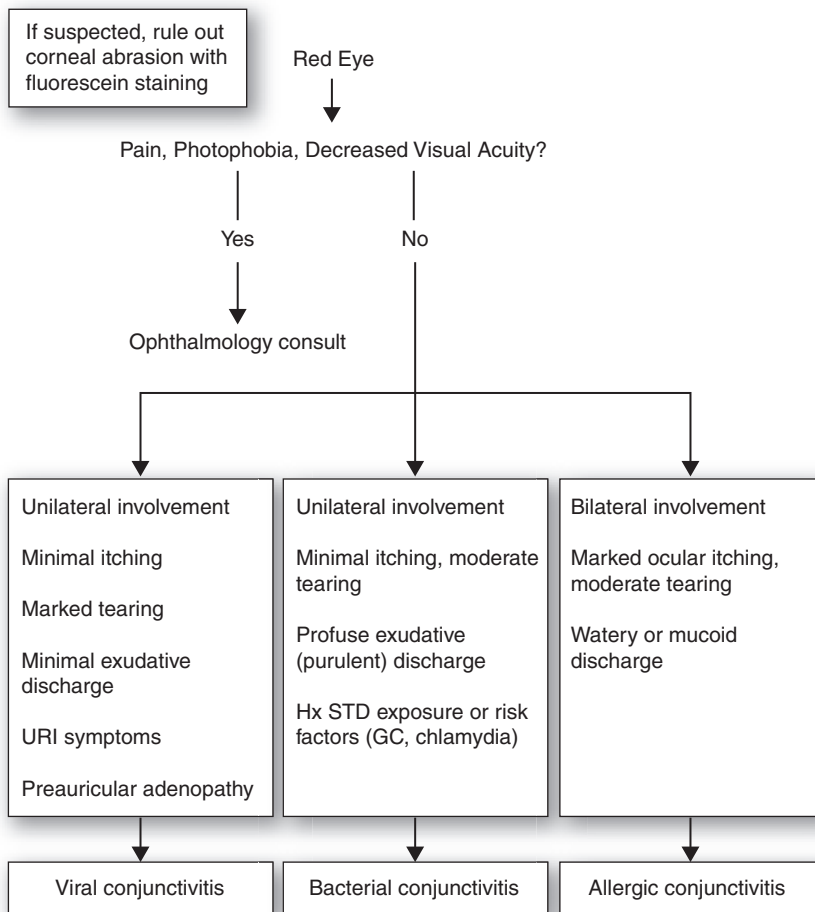 If suspected, rule out
corneal abrasion with
fluorescein staining
Red Eye
Pain, Photophobia, Decreased Visual Acuity?
Yes
No
Ophthalmology consult
Unilateral involvement
Minimal itching
Marked tearing
Minimal exudative
discharge
URI symptoms
Preauricular adenopathy
Unilateral involvement
Minimal itching, moderate
tearing
Profuse exudative
(purulent) discharge
Hx STD exposure or risk
factors (GC, chlamydia)
Bilateral involvement
Marked ocular itching,
moderate tearing
Watery or mucoid
discharge
Viral conjunctivitis
Bacterial conjunctivitis
Allergic conjunctivitis